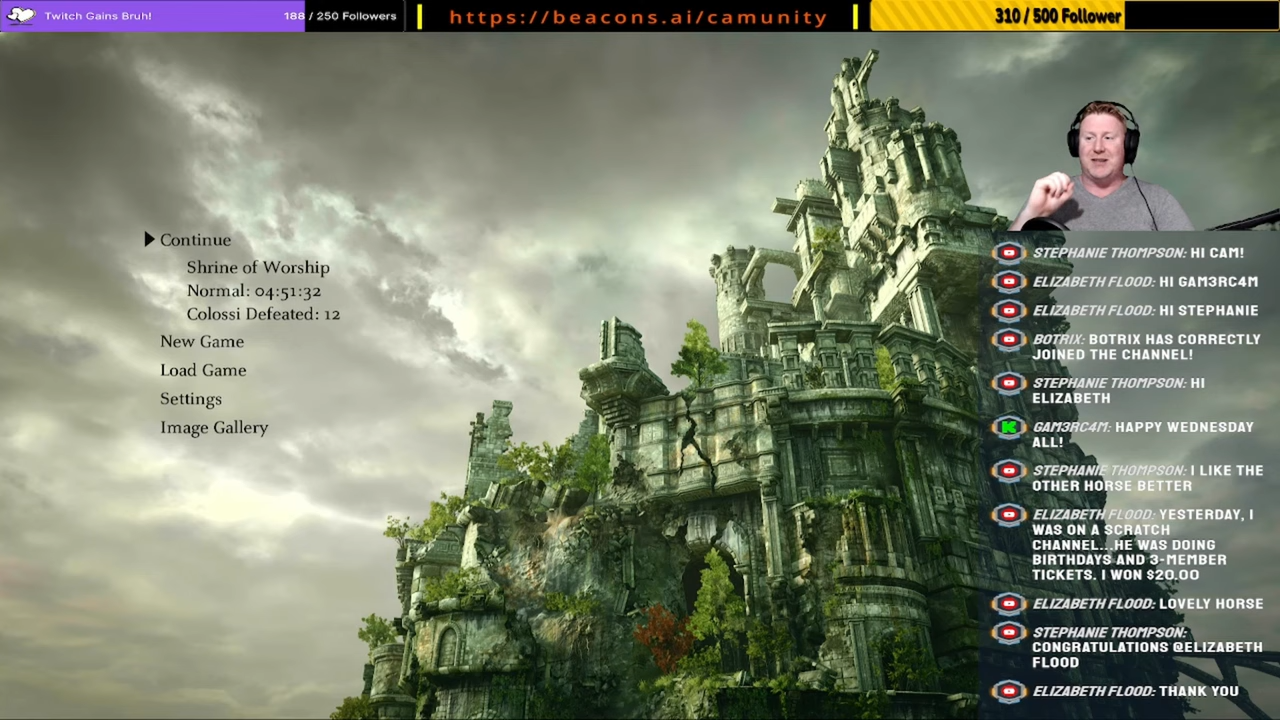 Twitch Gains Bruh!
188 / 250 Followers
https://beacons.ai/camunity
310 / 500 Follower
Continue
Shrine of Worship
Normal: 04:51:32
Colossi Defeated: 12
New Game
Load Game
Settings
Image Gallery
STEPHANIE THOMPSON: HI CAM!
ELIZABETH FLOOD: HI GAM3RC4M
ELIZABETH FLOOD: HI STEPHANIE
BOTRIX: BOTRIX HAS CORRECTLY
JOINED THE CHANNEL!
STEPHANIE THOMPSON: HI
ELIZABETH
K
GAM3RC4M: HAPPY WEDNESDAY
ALL!
STEPHANIE THOMPSON: I LIKE THE
OTHER HORSE BETTER
ELIZABETH FLOOD: YESTERDAY, I
WAS ON A SCRATCH
CHANNEL...HE WAS DOING
BIRTHDAYS AND 3-MEMBER
TICKETS. I WON $20.00
ELIZABETH FLOOD: LOVELY HORSE
STEPHANIE THOMPSON:
CONGRATULATIONS @ELIZABETH
FLOOD
ELIZABETH FLOOD: THANK YOU